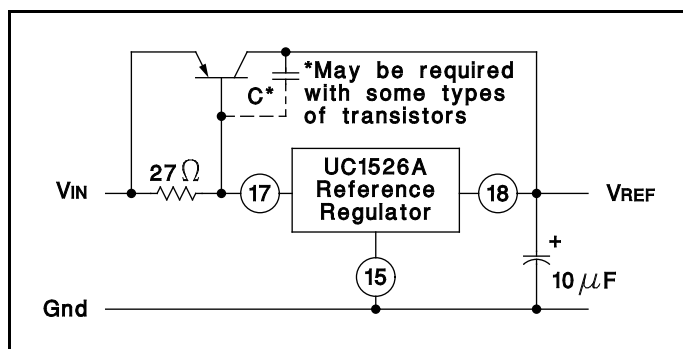 C*
*May be required
with some types
of transistors
27Ω
VIN
17
UC1526A
Reference
Regulator
18
VREF
15
+
10μF
Gnd